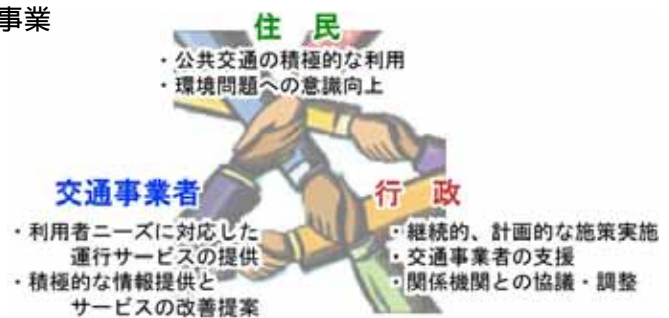 事業
住　民
・公共交通の積極的な利用
・環境問題への意識向上
交通事業者
・利用者ニーズに対応した
運行サービスの提供
・積極的な情報提供と
サービスの改善提案
行　政
・継続的、計画的な施策実施
・交通事業者の支援
・関係機関との協議・調整